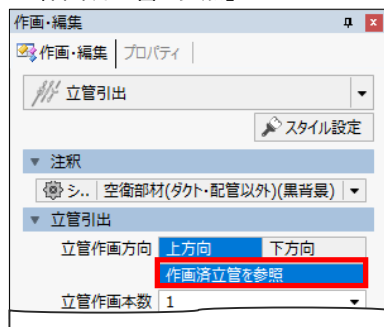 作画・編集
作画・編集 プロパティ
立管引出
スタイル設定
注釈
シ.. 空衛部材(ダクト・配管以外)(黒背景)
立管引出
立管作画方向 上方向 下方向
作画済立管を参照
立管作画本数 1